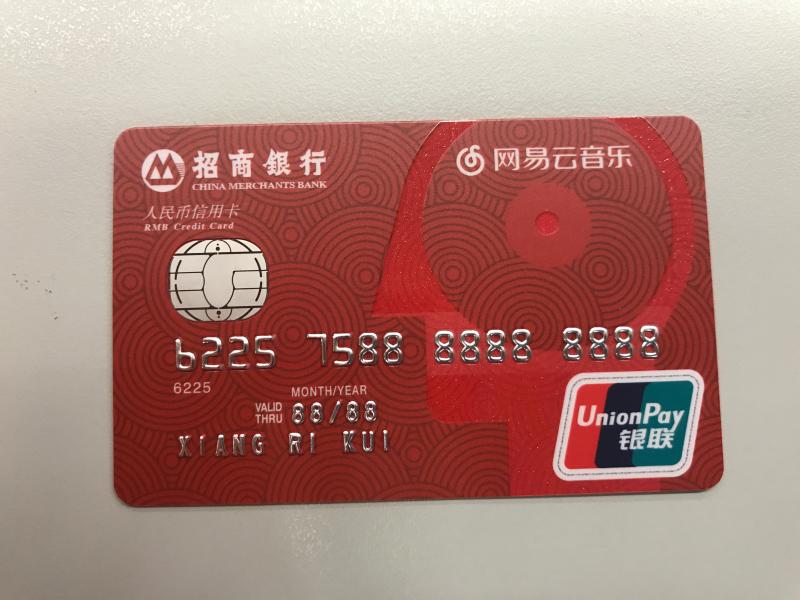 招商銀行
CHINA MERCHANTS BANK
网易云音乐
人民币信用卡
RMB Credit Card
6225 7588 8888 8888
6225
MONTH/YEAR
VALID THRU 88/88
XIANG RI KUI
UnionPay
银联